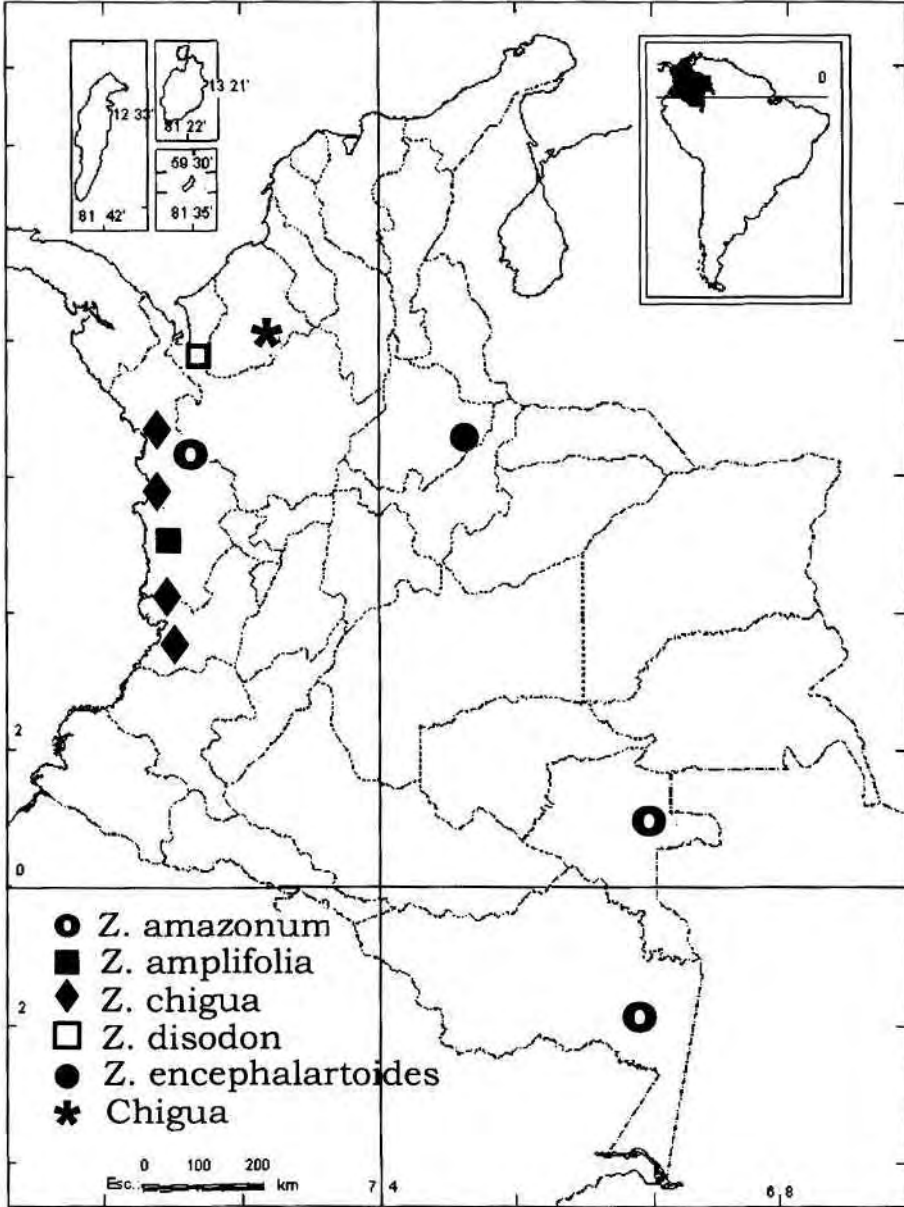 13 21'
12 33'
81 22'
59 30'
81 42'
81 35'
0
2
0
Z. amazonum
Z. amplifolia
Z. chigua
2
Z. disodon
Z. encephalartoides
Chigua
0 100 200
Esc.: km
7 4
6 8